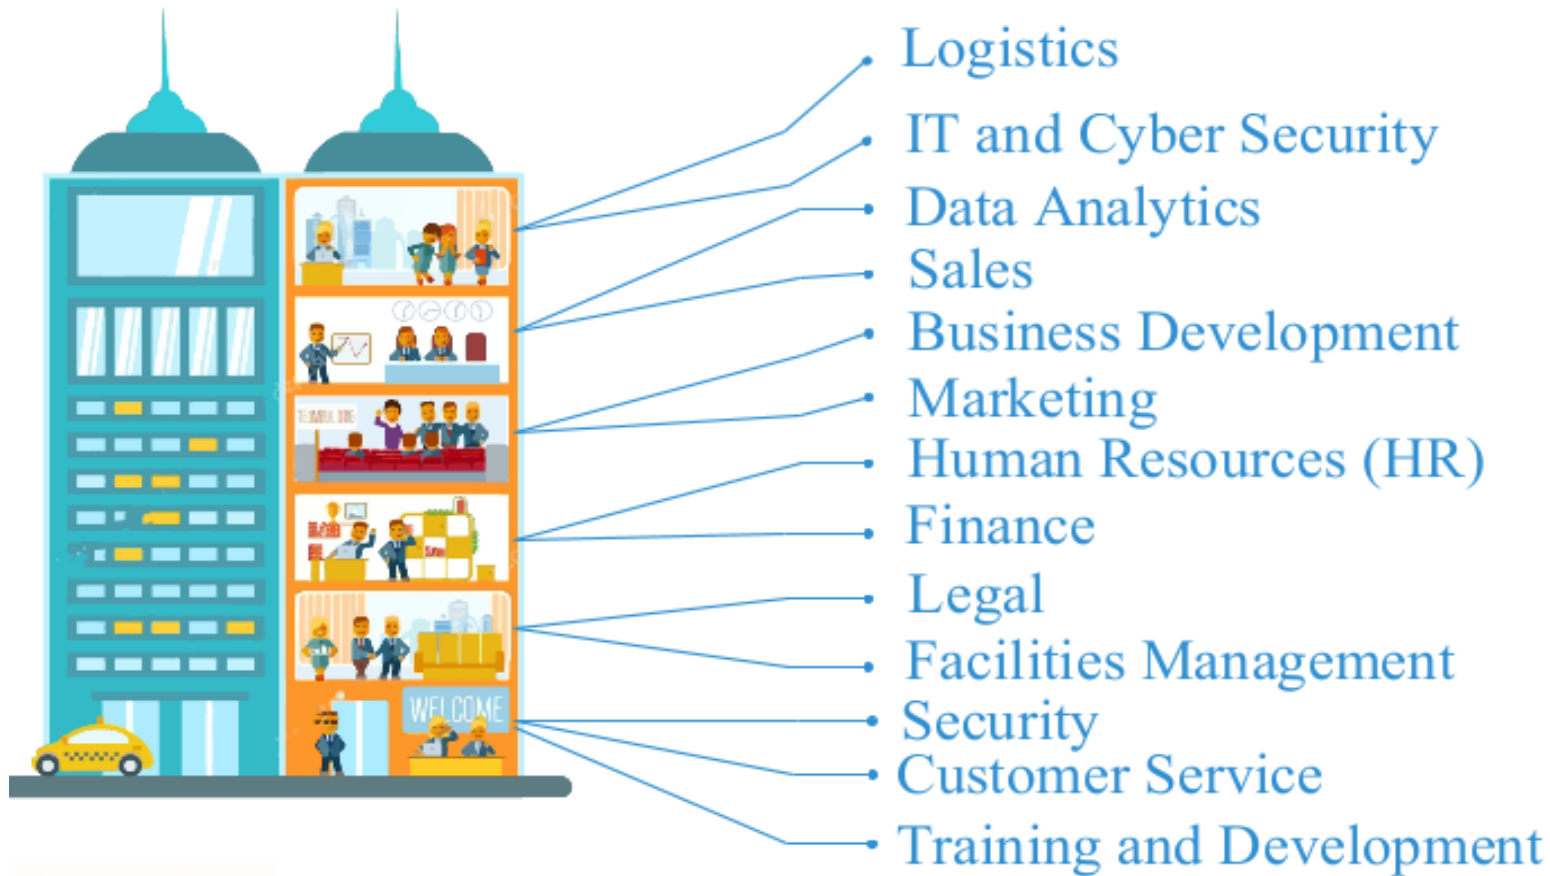 Logistics
IT and Cyber Security
Data Analytics
Sales
Business Development
Marketing
Human Resources (HR)
Finance
Legal
Facilities Management
WELCOME
Security
Customer Service
Training and Development